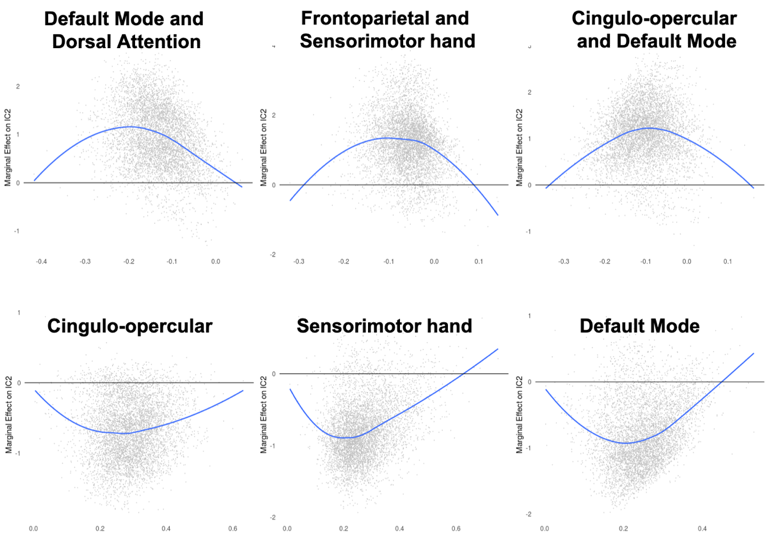 Default Mode and
Dorsal Attention
Marginal Effect on IC2
2
1
0
-1
-0.4 -0.3 -0.2 -0.1 0.0
Frontoparietal and
Sensorimotor hand
Marginal Effect on IC2
2
0
-2
-0.3 -0.2 -0.1 0.0 0.1
Cingulo-opercular
and Default Mode
Marginal Effect on IC2
2
1
0
-1
-0.3 -0.2 -0.1 0.0 0.1
Cingulo-opercular
Marginal Effect on IC2
1
0
-1
0.0 0.2 0.4 0.6
Sensorimotor hand
Marginal Effect on IC2
0
-1
-2
0.0 0.2 0.4 0.6
Default Mode
Marginal Effect on IC2
1
0
-1
-2
0.0 0.2 0.4